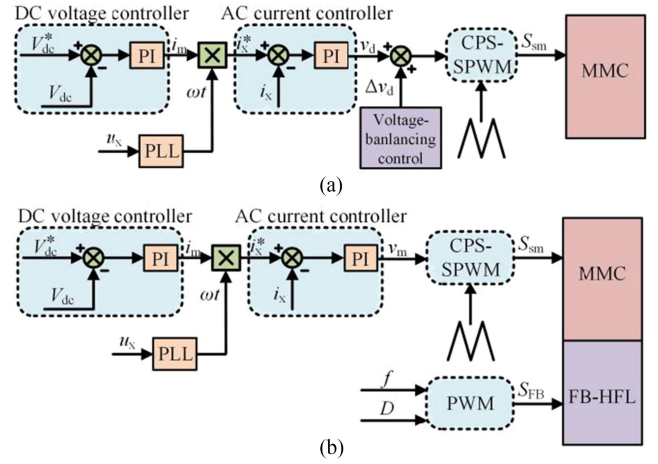 DC voltage controller AC current controller
V*dc + − PI im × i*x + − PI vd + + CPS-SPWM Ssm MMC
Vdc ωt ix Δvd
ux PLL Voltage-banlancing control
(a)
DC voltage controller AC current controller
V*dc + − PI im × i*x + − PI vm CPS-SPWM Ssm MMC
Vdc ωt ix
ux PLL
f
D PWM SFB FB-HFL
(b)